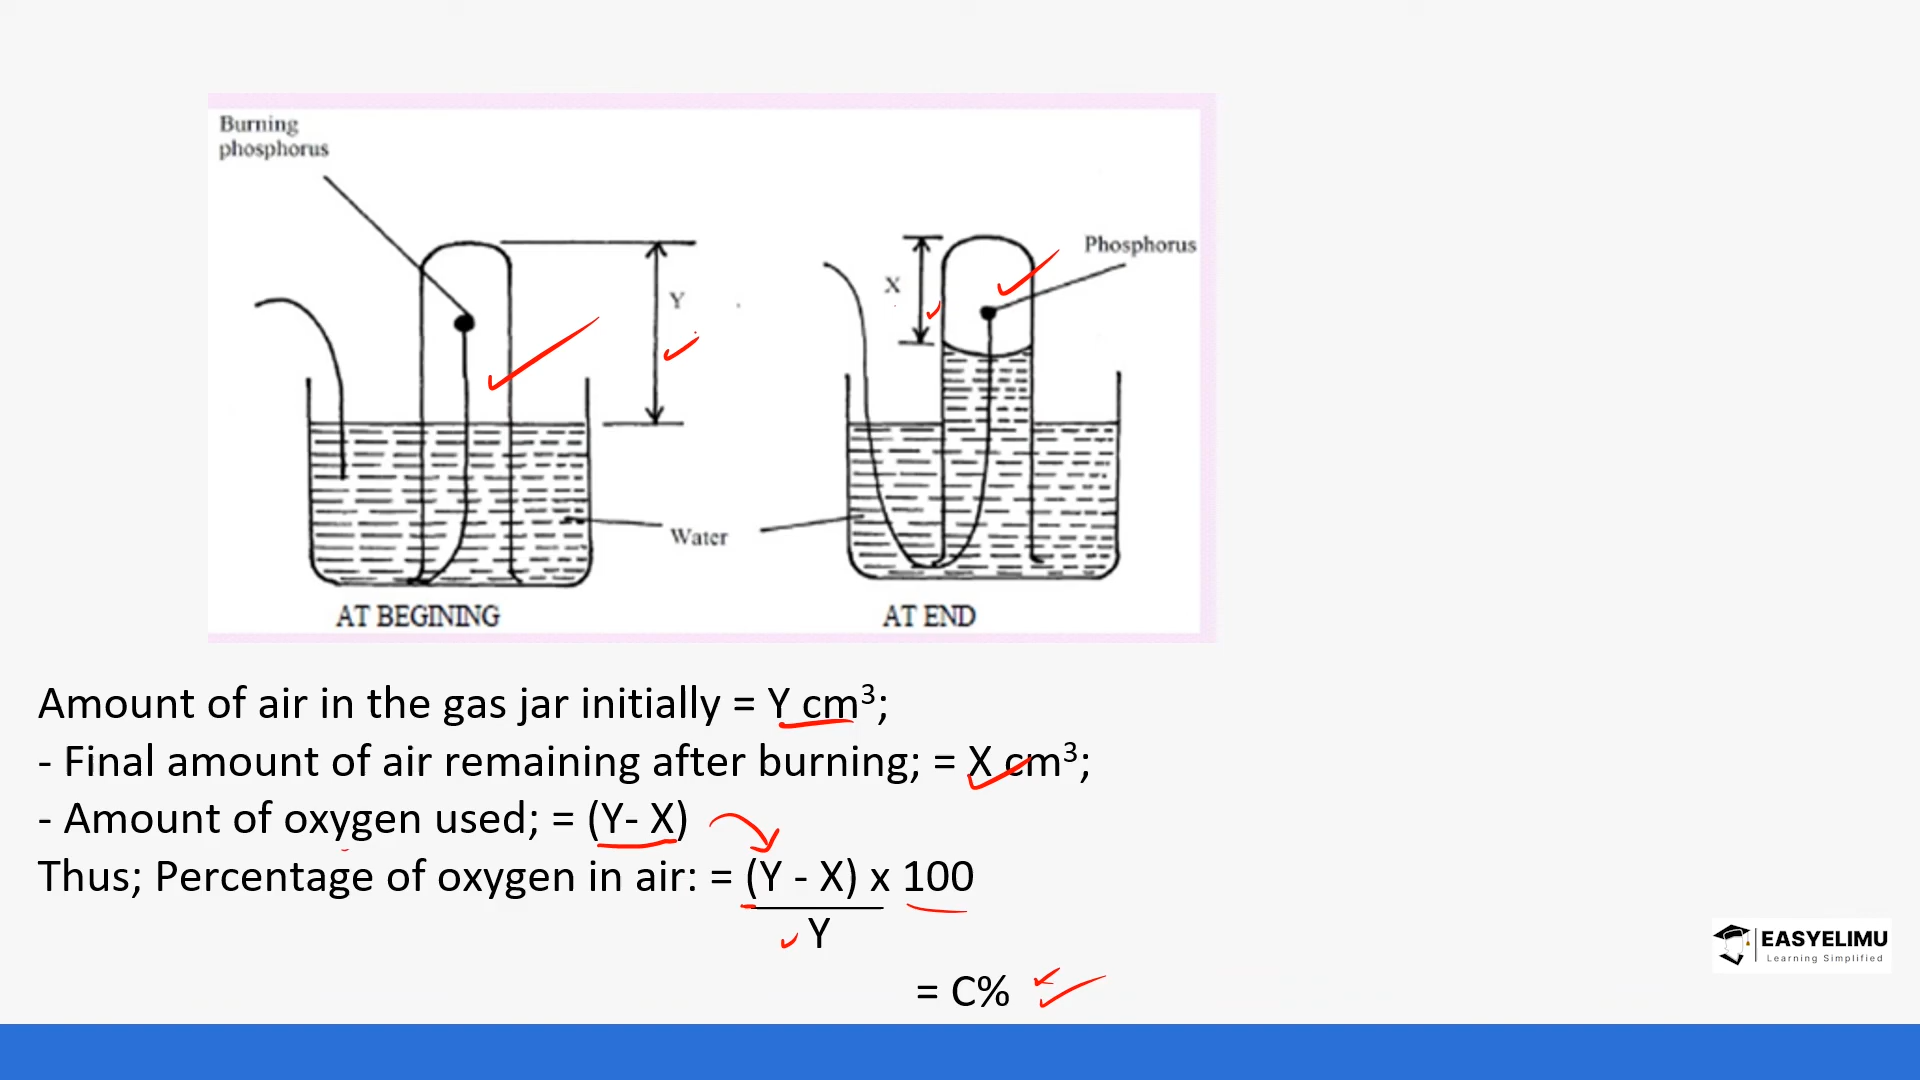 Burning
phosphorus
Y
X
Phosphorus
Water
AT BEGINING
AT END
Amount of air in the gas jar initially = Y cm³;
- Final amount of air remaining after burning; = X cm³;
- Amount of oxygen used; = (Y- X)
Thus; Percentage of oxygen in air: = (Y - X) x 100
Y
= C%
EASYELIMU
Learning Simplified